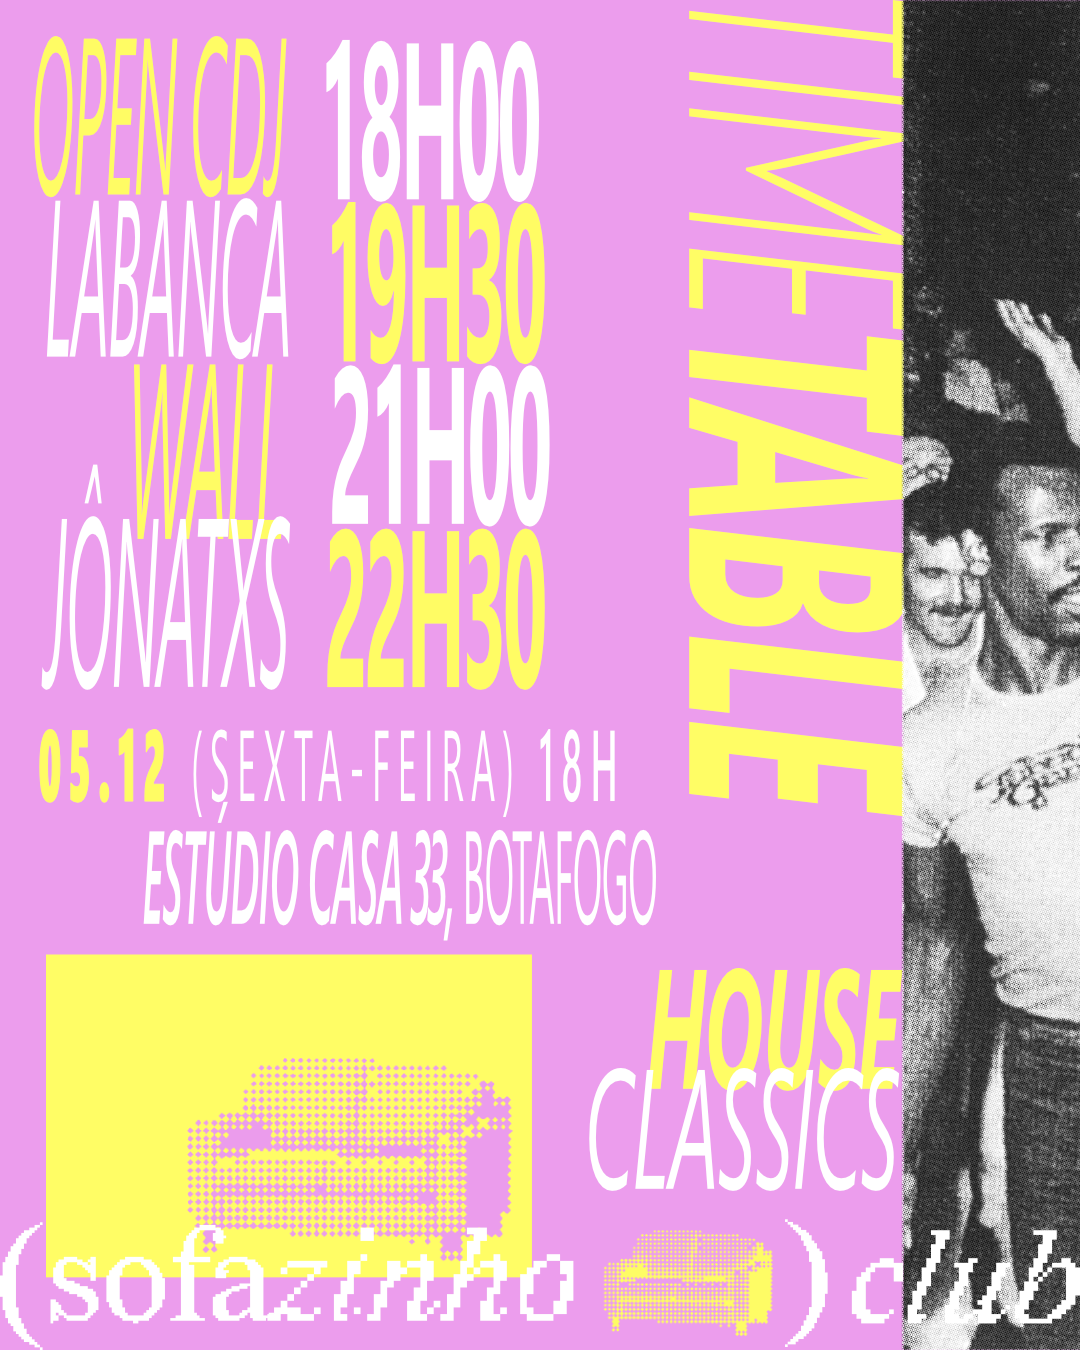 OPEN CDJ 18H00
LABANCA 19H30
WALL 21H00
JÔNATXS 22H30
TIMETABLE
05.12 (SEXTA-FEIRA) 18H
ESTÚDIO CASA 33, BOTAFOGO
HOUSE
CLASSICS
(sofazinho ) club